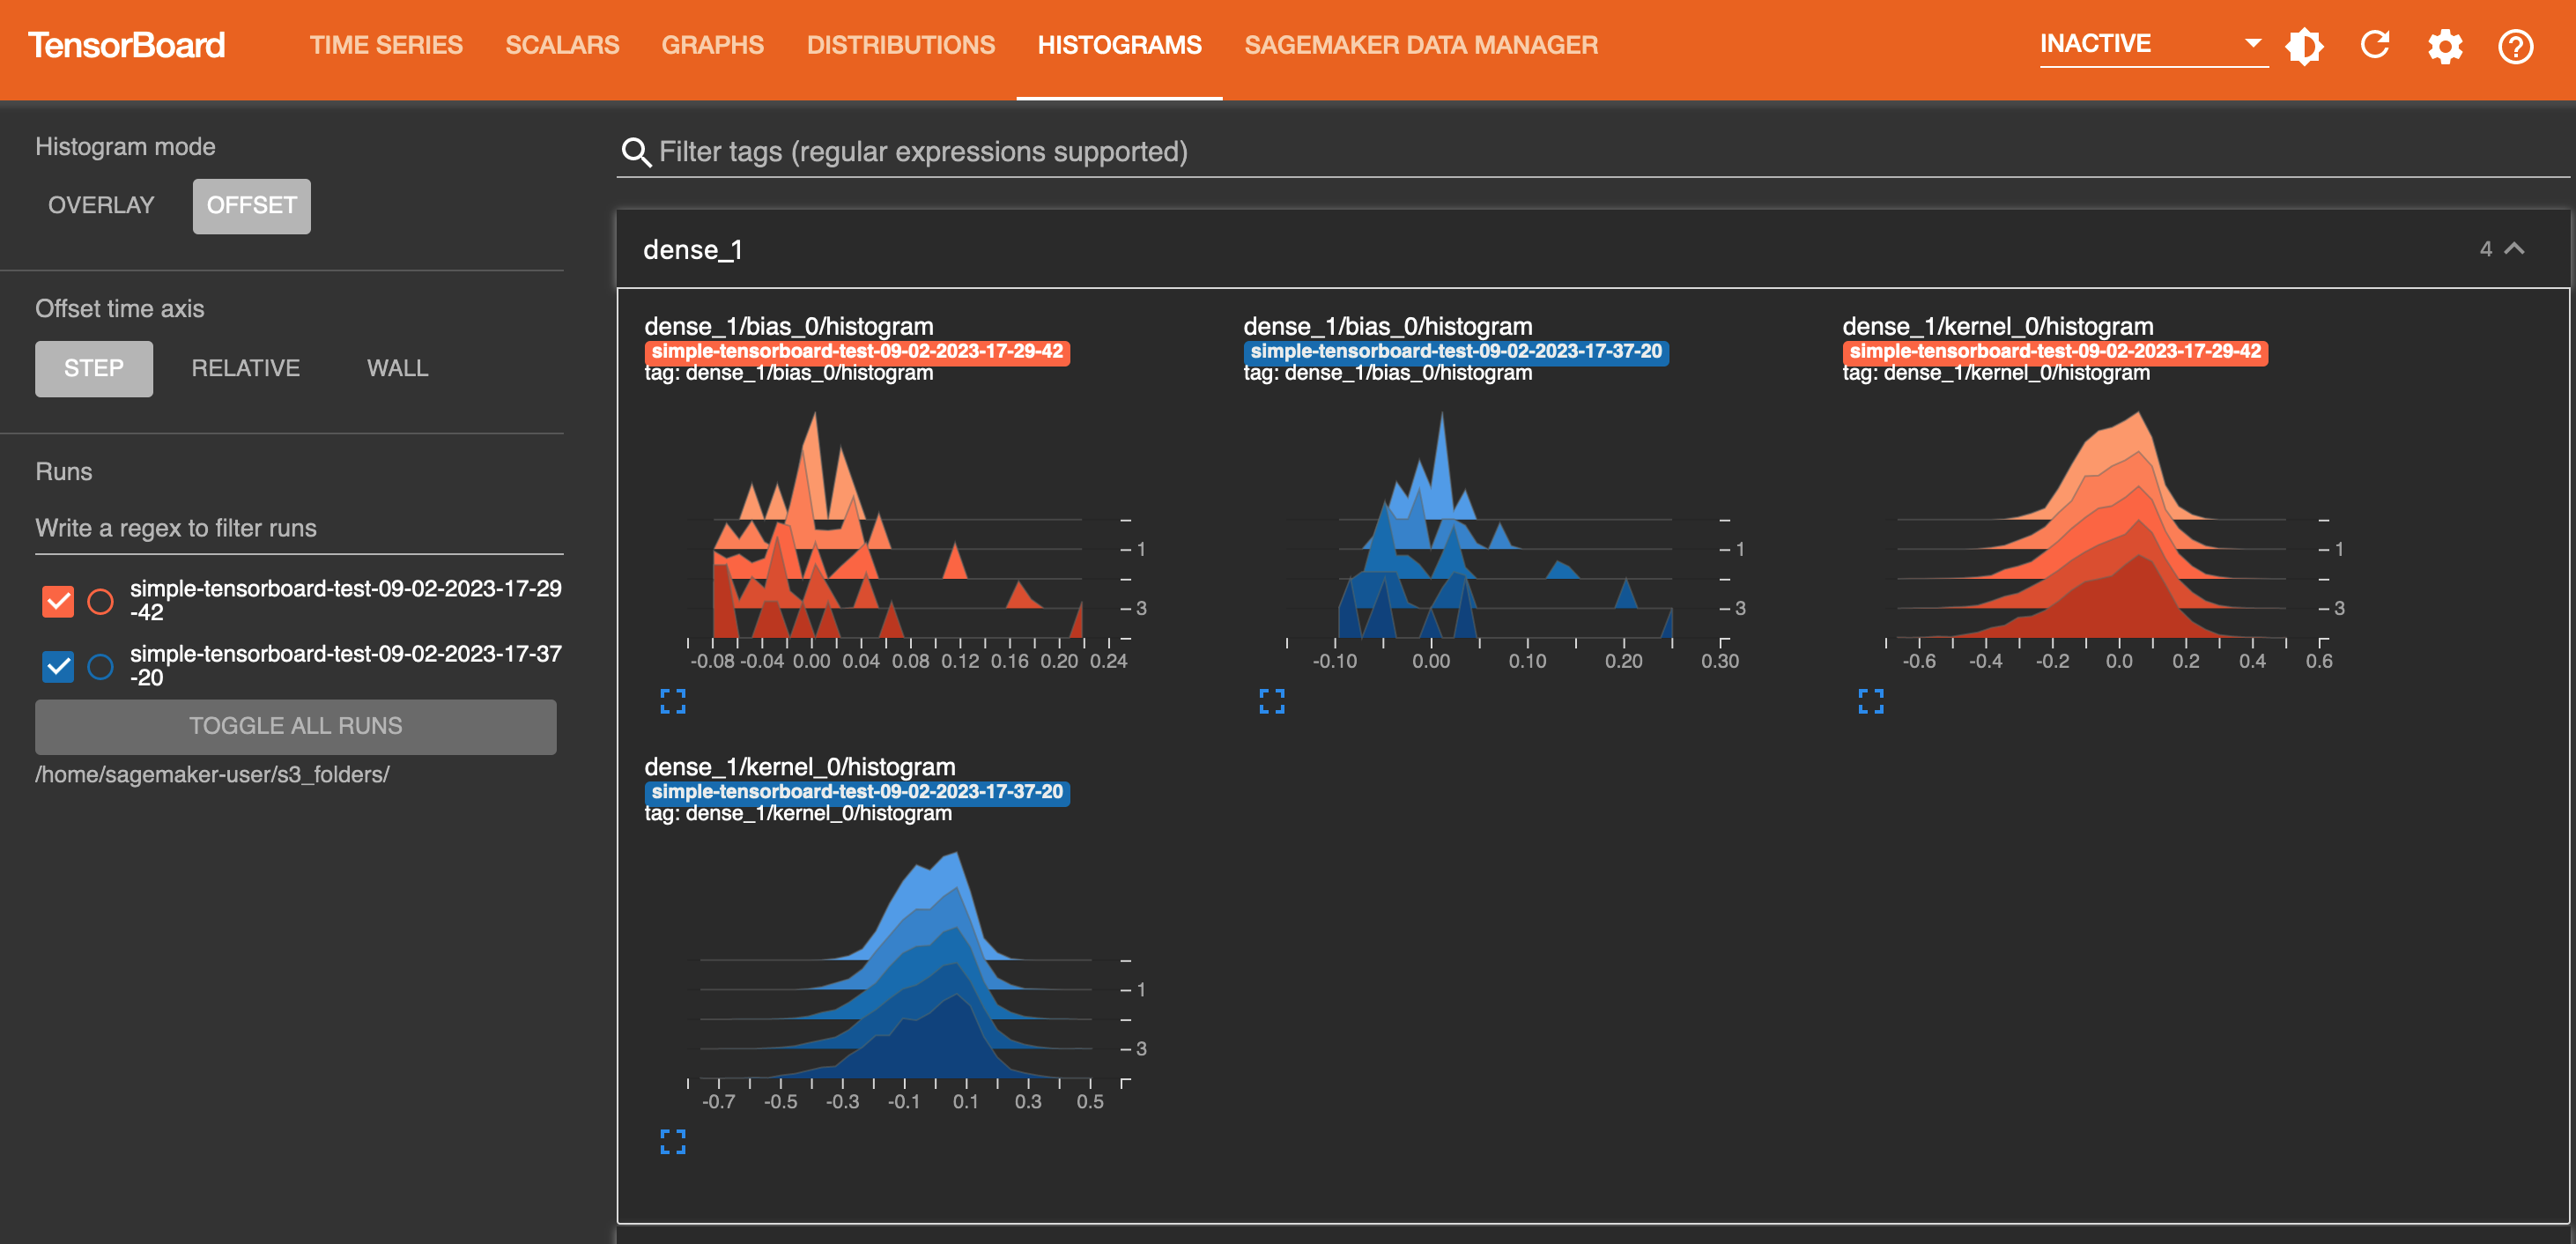 TensorBoard
TIME SERIES
SCALARS
GRAPHS
DISTRIBUTIONS
HISTOGRAMS
SAGEMAKER DATA MANAGER
INACTIVE
Histogram mode
OVERLAY
OFFSET
Offset time axis
STEP
RELATIVE
WALL
Runs
Write a regex to filter runs
simple-tensorboard-test-09-02-2023-17-29
-42
simple-tensorboard-test-09-02-2023-17-37
-20
TOGGLE ALL RUNS
/home/sagemaker-user/s3_folders/
Filter tags (regular expressions supported)
dense_1
4
dense_1/bias_0/histogram
simple-tensorboard-test-09-02-2023-17-29-42
tag: dense_1/bias_0/histogram
1
3
-0.08 -0.04 0.00 0.04 0.08 0.12 0.16 0.20 0.24
dense_1/bias_0/histogram
simple-tensorboard-test-09-02-2023-17-37-20
tag: dense_1/bias_0/histogram
1
3
-0.10 0.00 0.10 0.20 0.30
dense_1/kernel_0/histogram
simple-tensorboard-test-09-02-2023-17-29-42
tag: dense_1/kernel_0/histogram
1
3
-0.6 -0.4 -0.2 0.0 0.2 0.4 0.6
dense_1/kernel_0/histogram
simple-tensorboard-test-09-02-2023-17-37-20
tag: dense_1/kernel_0/histogram
1
3
-0.7 -0.5 -0.3 -0.1 0.1 0.3 0.5